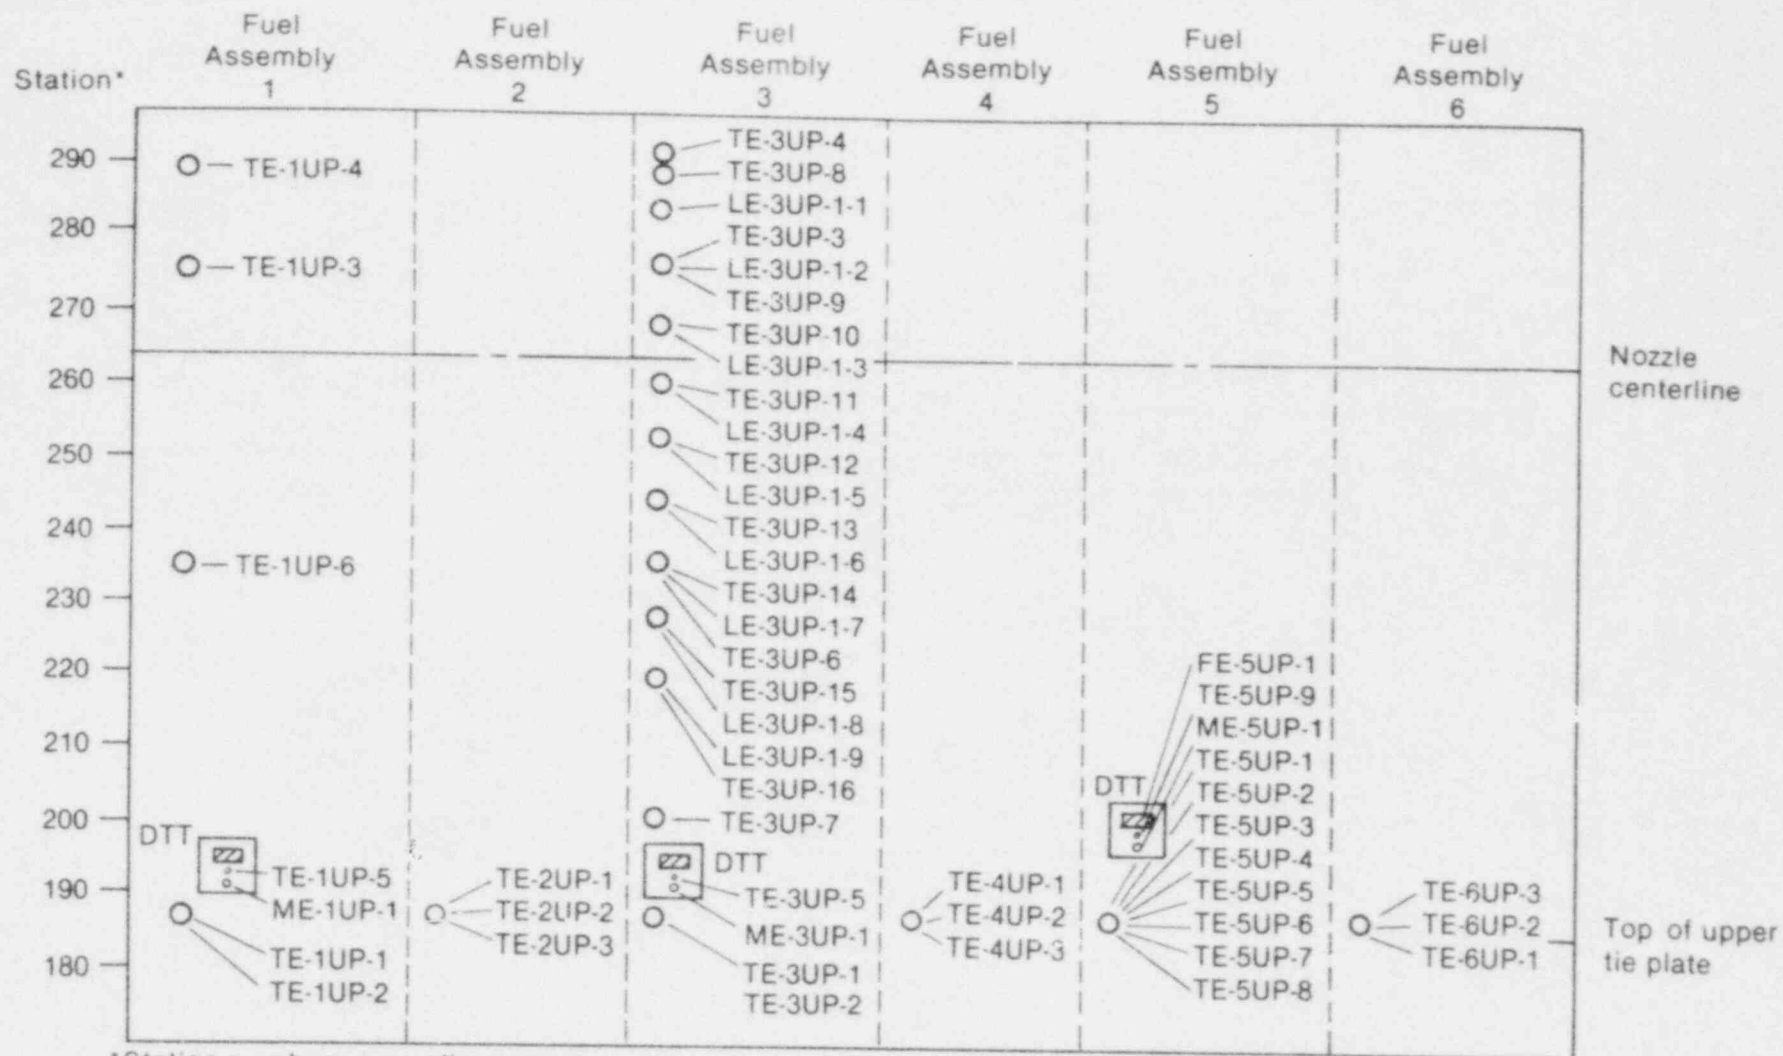 Fuel Assembly 1
Fuel Assembly 2
Fuel Assembly 3
Fuel Assembly 4
Fuel Assembly 5
Fuel Assembly 6
Station*
290
280
270
260
250
240
230
220
210
200
190
180
TE-1UP-4
TE-1UP-3
TE-1UP-6
DTT
TE-1UP-5
ME-1UP-1
TE-1UP-1
TE-1UP-2
TE-2UP-1
TE-2UP-2
TE-2UP-3
TE-3UP-4
TE-3UP-8
LE-3UP-1-1
TE-3UP-3
LE-3UP-1-2
TE-3UP-9
TE-3UP-10
LE-3UP-1-3
TE-3UP-11
LE-3UP-1-4
TE-3UP-12
LE-3UP-1-5
TE-3UP-13
LE-3UP-1-6
TE-3UP-14
LE-3UP-1-7
TE-3UP-6
TE-3UP-15
LE-3UP-1-8
LE-3UP-1-9
TE-3UP-16
TE-3UP-7
DTT
TE-3UP-5
ME-3UP-1
TE-3UP-1
TE-3UP-2
TE-4UP-1
TE-4UP-2
TE-4UP-3
FE-5UP-1
TE-5UP-9
ME-5UP-1
TE-5UP-1
DTT
TE-5UP-2
TE-5UP-3
TE-5UP-4
TE-5UP-5
TE-5UP-6
TE-5UP-7
TE-5UP-8
TE-6UP-3
TE-6UP-2
TE-6UP-1
Nozzle
centerline
Top of upper
tie plate